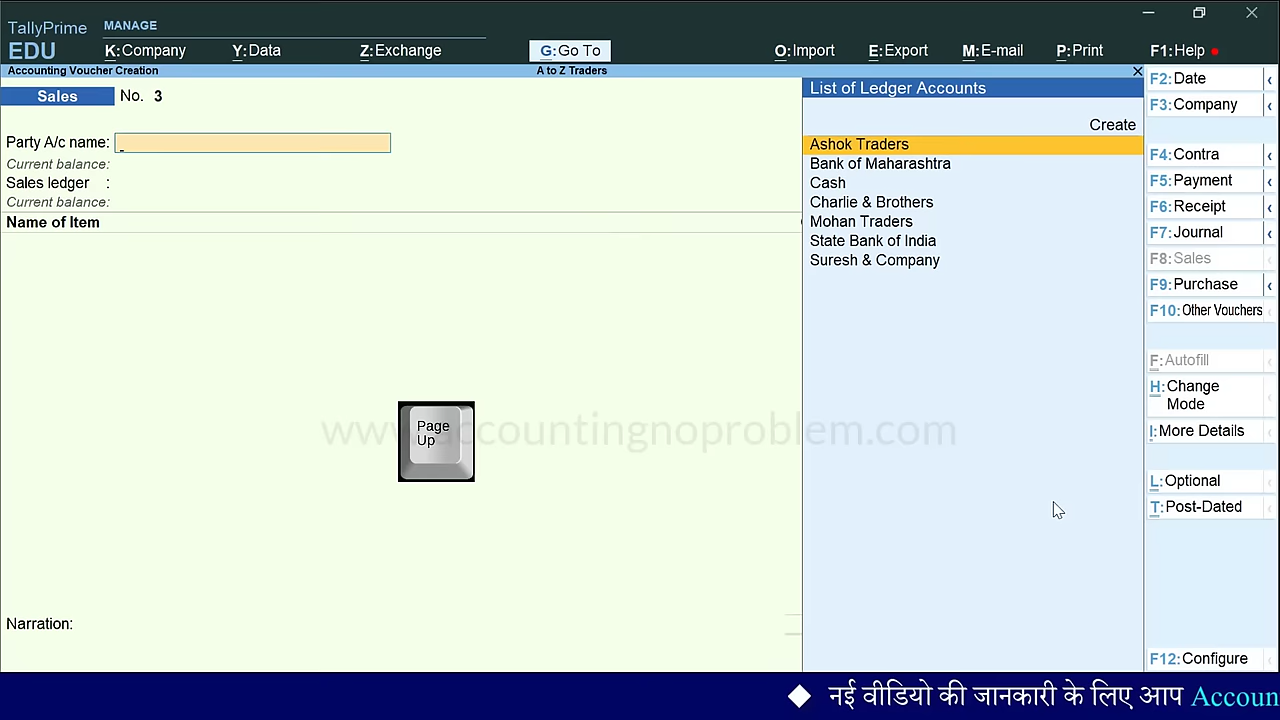 TallyPrime MANAGE
EDU K:Company Y:Data Z:Exchange G:Go To O:Import E:Export M:E-mail P:Print F1:Help
Accounting Voucher Creation A to Z Traders
Sales No. 3
Party A/c name:
Current balance:
Sales ledger :
Current balance:
Name of Item
List of Ledger Accounts
Create
Ashok Traders
Bank of Maharashtra
Cash
Charlie & Brothers
Mohan Traders
State Bank of India
Suresh & Company
Page
Up
Narration:
F2:Date
F3:Company
F4:Contra
F5:Payment
F6:Receipt
F7:Journal
F8:Sales
F9:Purchase
F10:Other Vouchers
F:Autofill
H:Change
Mode
I:More Details
L:Optional
T:Post-Dated
F12:Configure
नई वीडियो की जानकारी के लिए आप Accoun